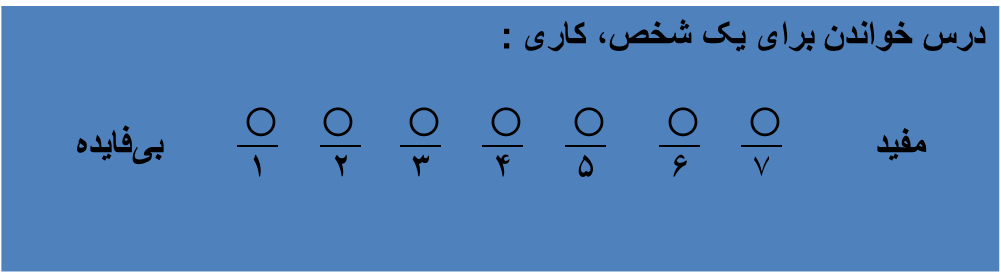 درس خواندن برای یک شخص، کاری :
مفید ۷ ۶ ۵ ۴ ۳ ۲ ۱ بی‌فایده